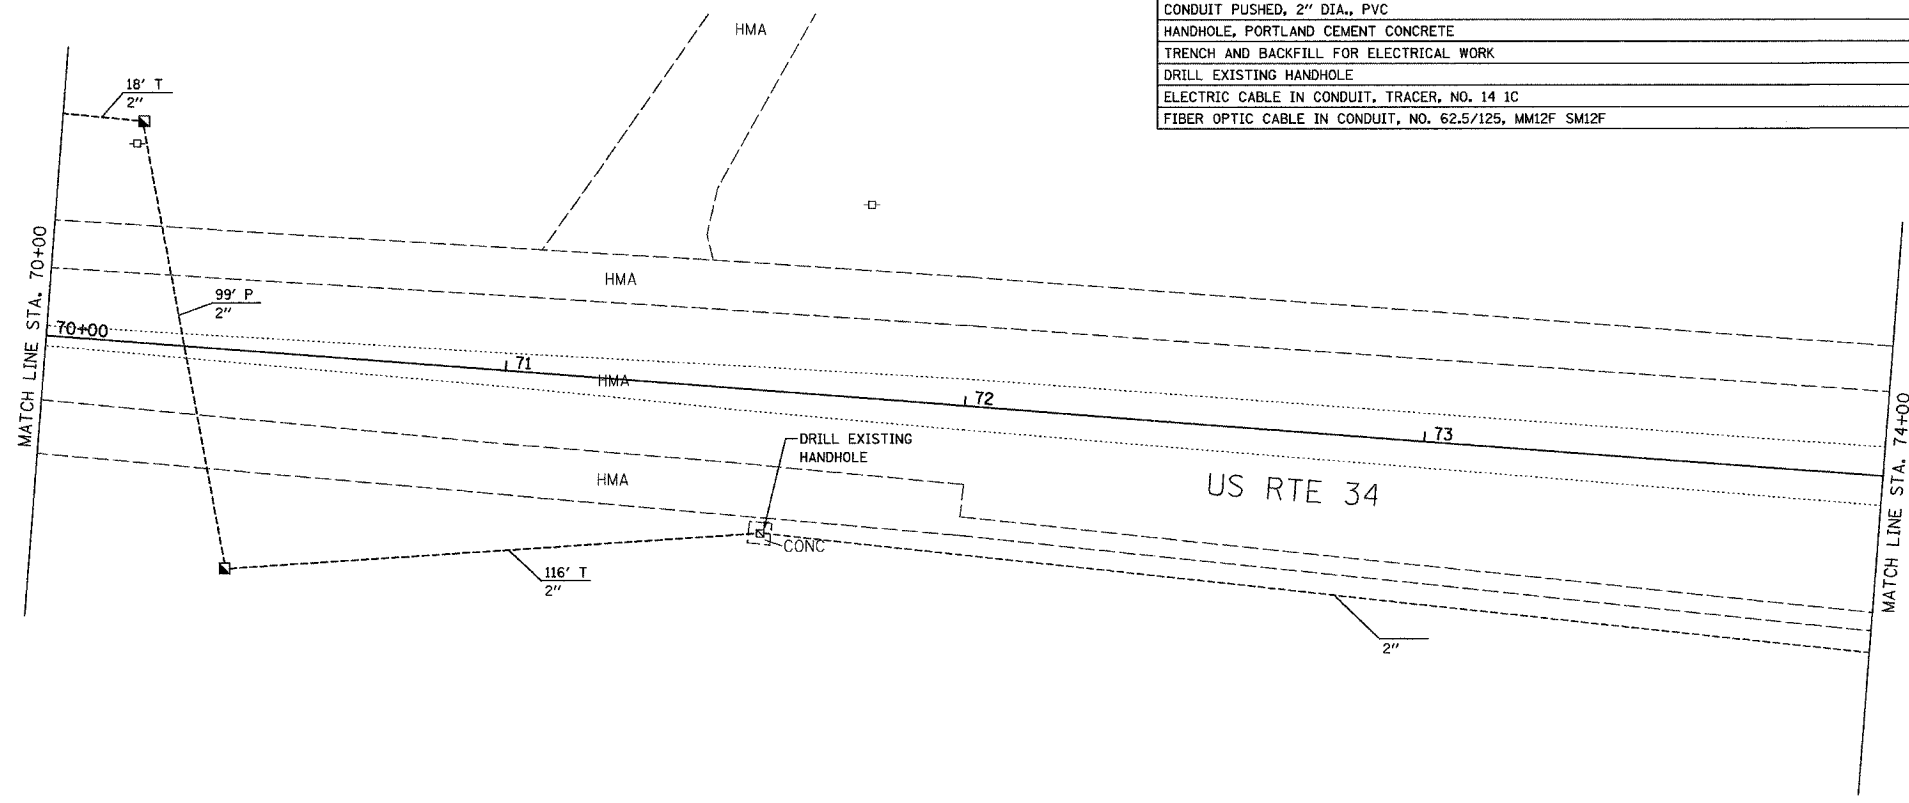 CONDUIT PUSHED, 2" DIA., PVC
HANDHOLE, PORTLAND CEMENT CONCRETE
TRENCH AND BACKFILL FOR ELECTRICAL WORK
DRILL EXISTING HANDHOLE
ELECTRIC CABLE IN CONDUIT, TRACER, NO. 14 1C
FIBER OPTIC CABLE IN CONDUIT, NO. 62.5/125, MM12F SM12F
HMA
18' T
2"
MATCH LINE STA. 70+00
HMA
99' P
2"
70+00
71
HMA
72
73
DRILL EXISTING
HANDHOLE
HMA
US RTE 34
MATCH LINE STA. 74+00
CONC
116' T
2"
2"